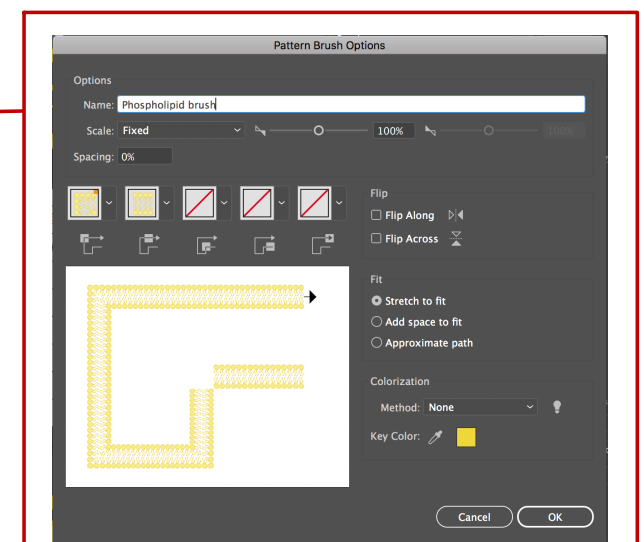 Pattern Brush Options
Options
Name: Phospholipid brush
Scale: Fixed 100% 100%
Spacing: 0%
Flip
Flip Along
Flip Across
Fit
Stretch to fit
Add space to fit
Approximate path
Colorization
Method: None
Key Color:
Cancel OK